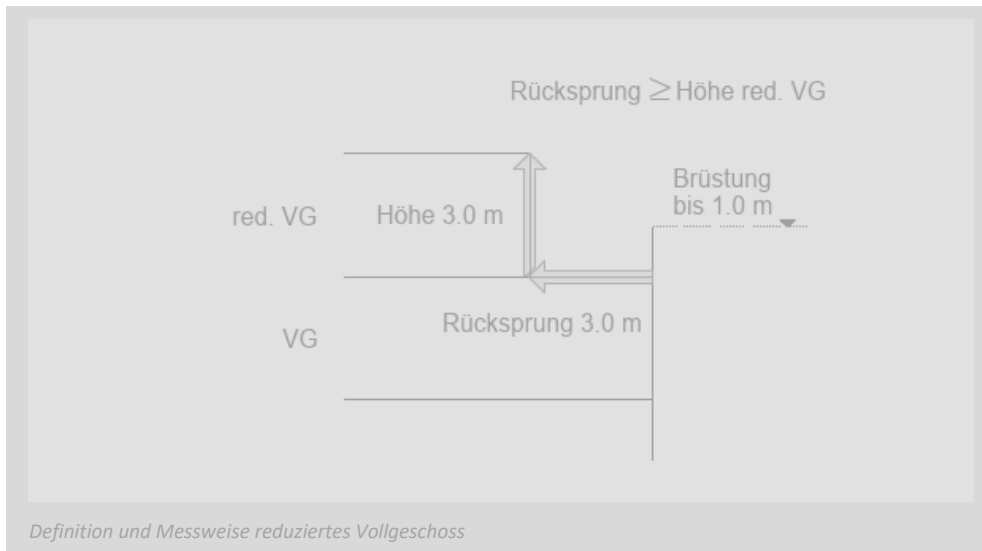 Rücksprung ≥ Höhe red. VG
Brüstung
bis 1.0 m
red. VG
Höhe 3.0 m
Rücksprung 3.0 m
VG
Definition und Messweise reduziertes Vollgeschoss